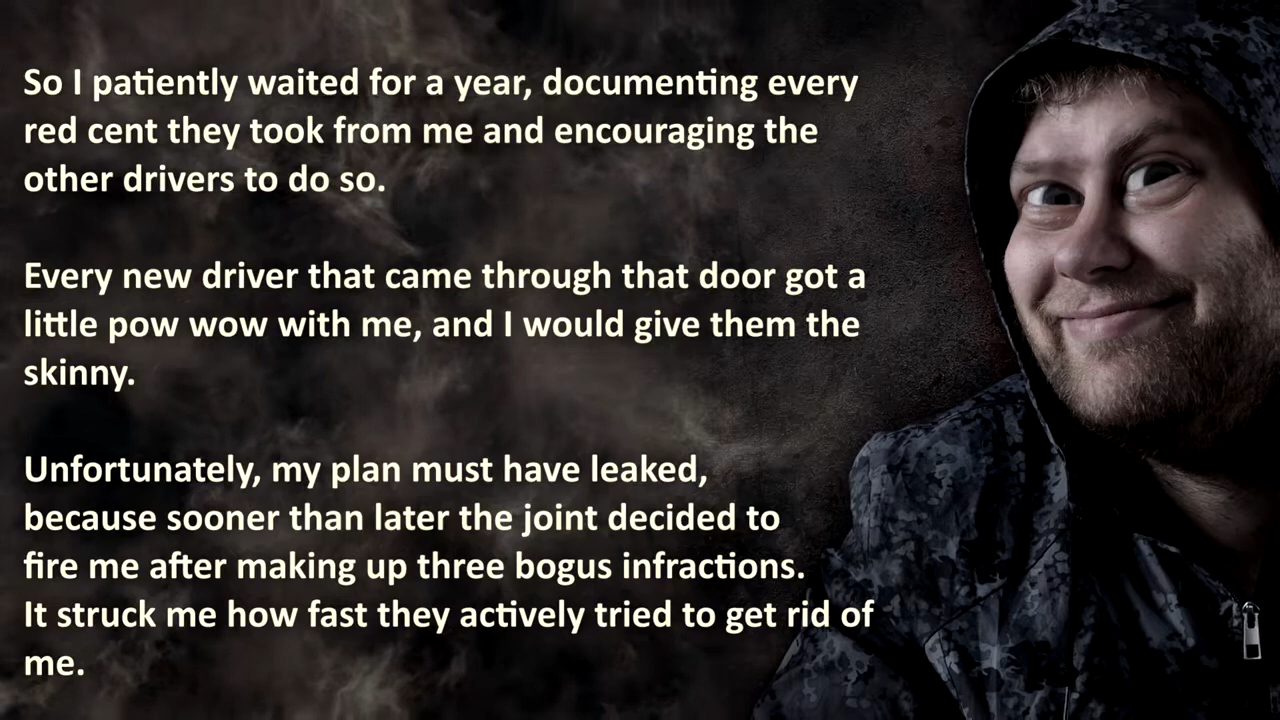 So I patiently waited for a year, documenting every
red cent they took from me and encouraging the
other drivers to do so.
Every new driver that came through that door got a
little pow wow with me, and I would give them the
skinny.
Unfortunately, my plan must have leaked,
because sooner than later the joint decided to
fire me after making up three bogus infractions.
It struck me how fast they actively tried to get rid of
me.